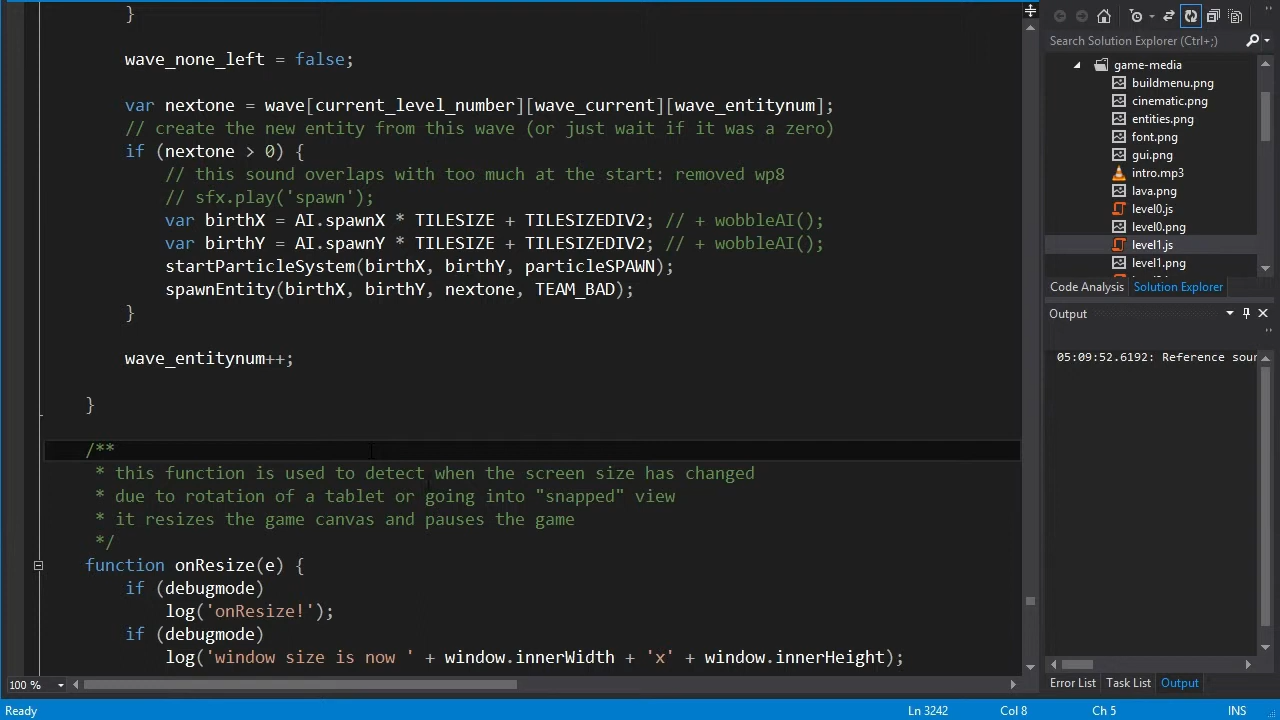 }
wave_none_left = false;
var nextone = wave[current_level_number][wave_current][wave_entitynum];
// create the new entity from this wave (or just wait if it was a zero)
if (nextone > 0) {
// this sound overlaps with too much at the start: removed wp8
// sfx.play('spawn');
var birthX = AI.spawnX * TILESIZE + TILESIZEDIV2; // + wobbleAI();
var birthY = AI.spawnY * TILESIZE + TILESIZEDIV2; // + wobbleAI();
startParticleSystem(birthX, birthY, particleSPAWN);
spawnEntity(birthX, birthY, nextone, TEAM_BAD);
}
wave_entitynum++;
}
/**
* this function is used to detect when the screen size has changed
* due to rotation of a tablet or going into "snapped" view
* it resizes the game canvas and pauses the game
*/
function onResize(e) {
if (debugmode)
log('onResize!');
if (debugmode)
log('window size is now ' + window.innerWidth + 'x' + window.innerHeight);
100 %
Search Solution Explorer (Ctrl+;)
game-media
buildmenu.png
cinematic.png
entities.png
font.png
gui.png
intro.mp3
lava.png
level0.js
level0.png
level1.js
level1.png
Code Analysis Solution Explorer
Output
05:09:52.6192: Reference sour
Error List Task List Output
Ready Ln 3242 Col 8 Ch 5 INS